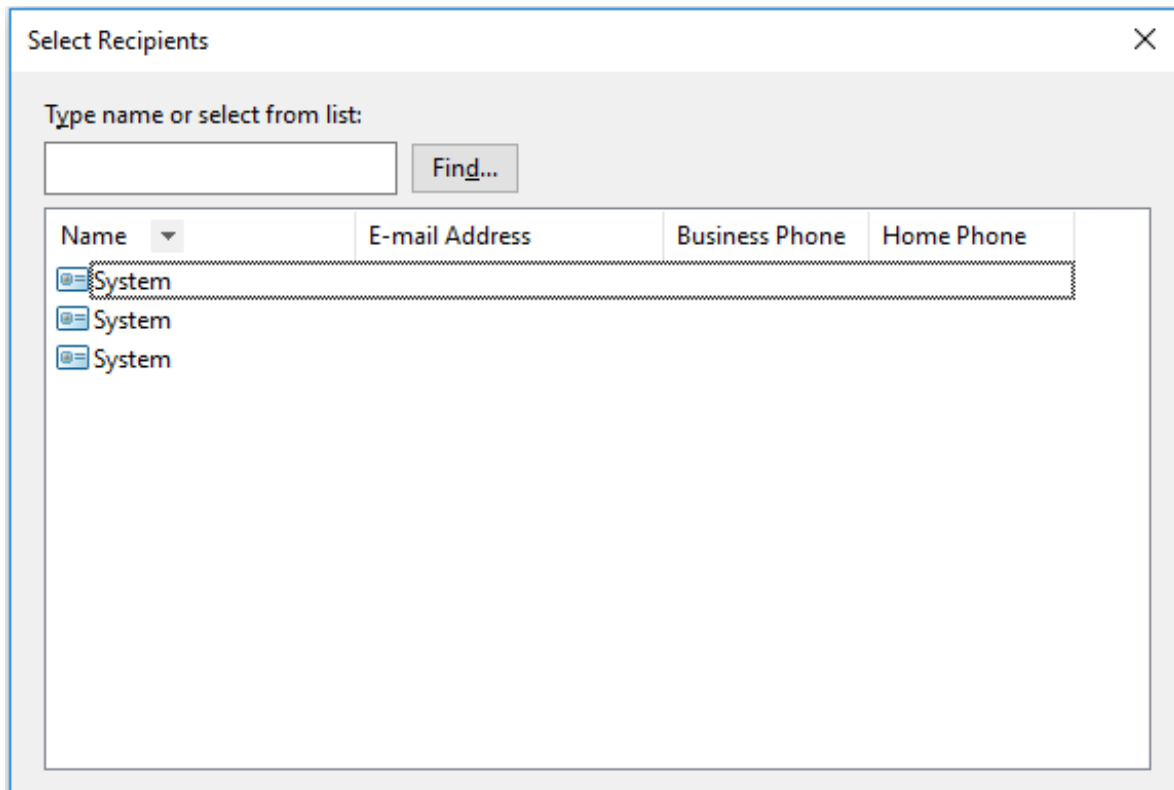 Select Recipients
Type name or select from list:
Find...
Name E-mail Address Business Phone Home Phone
System
System
System